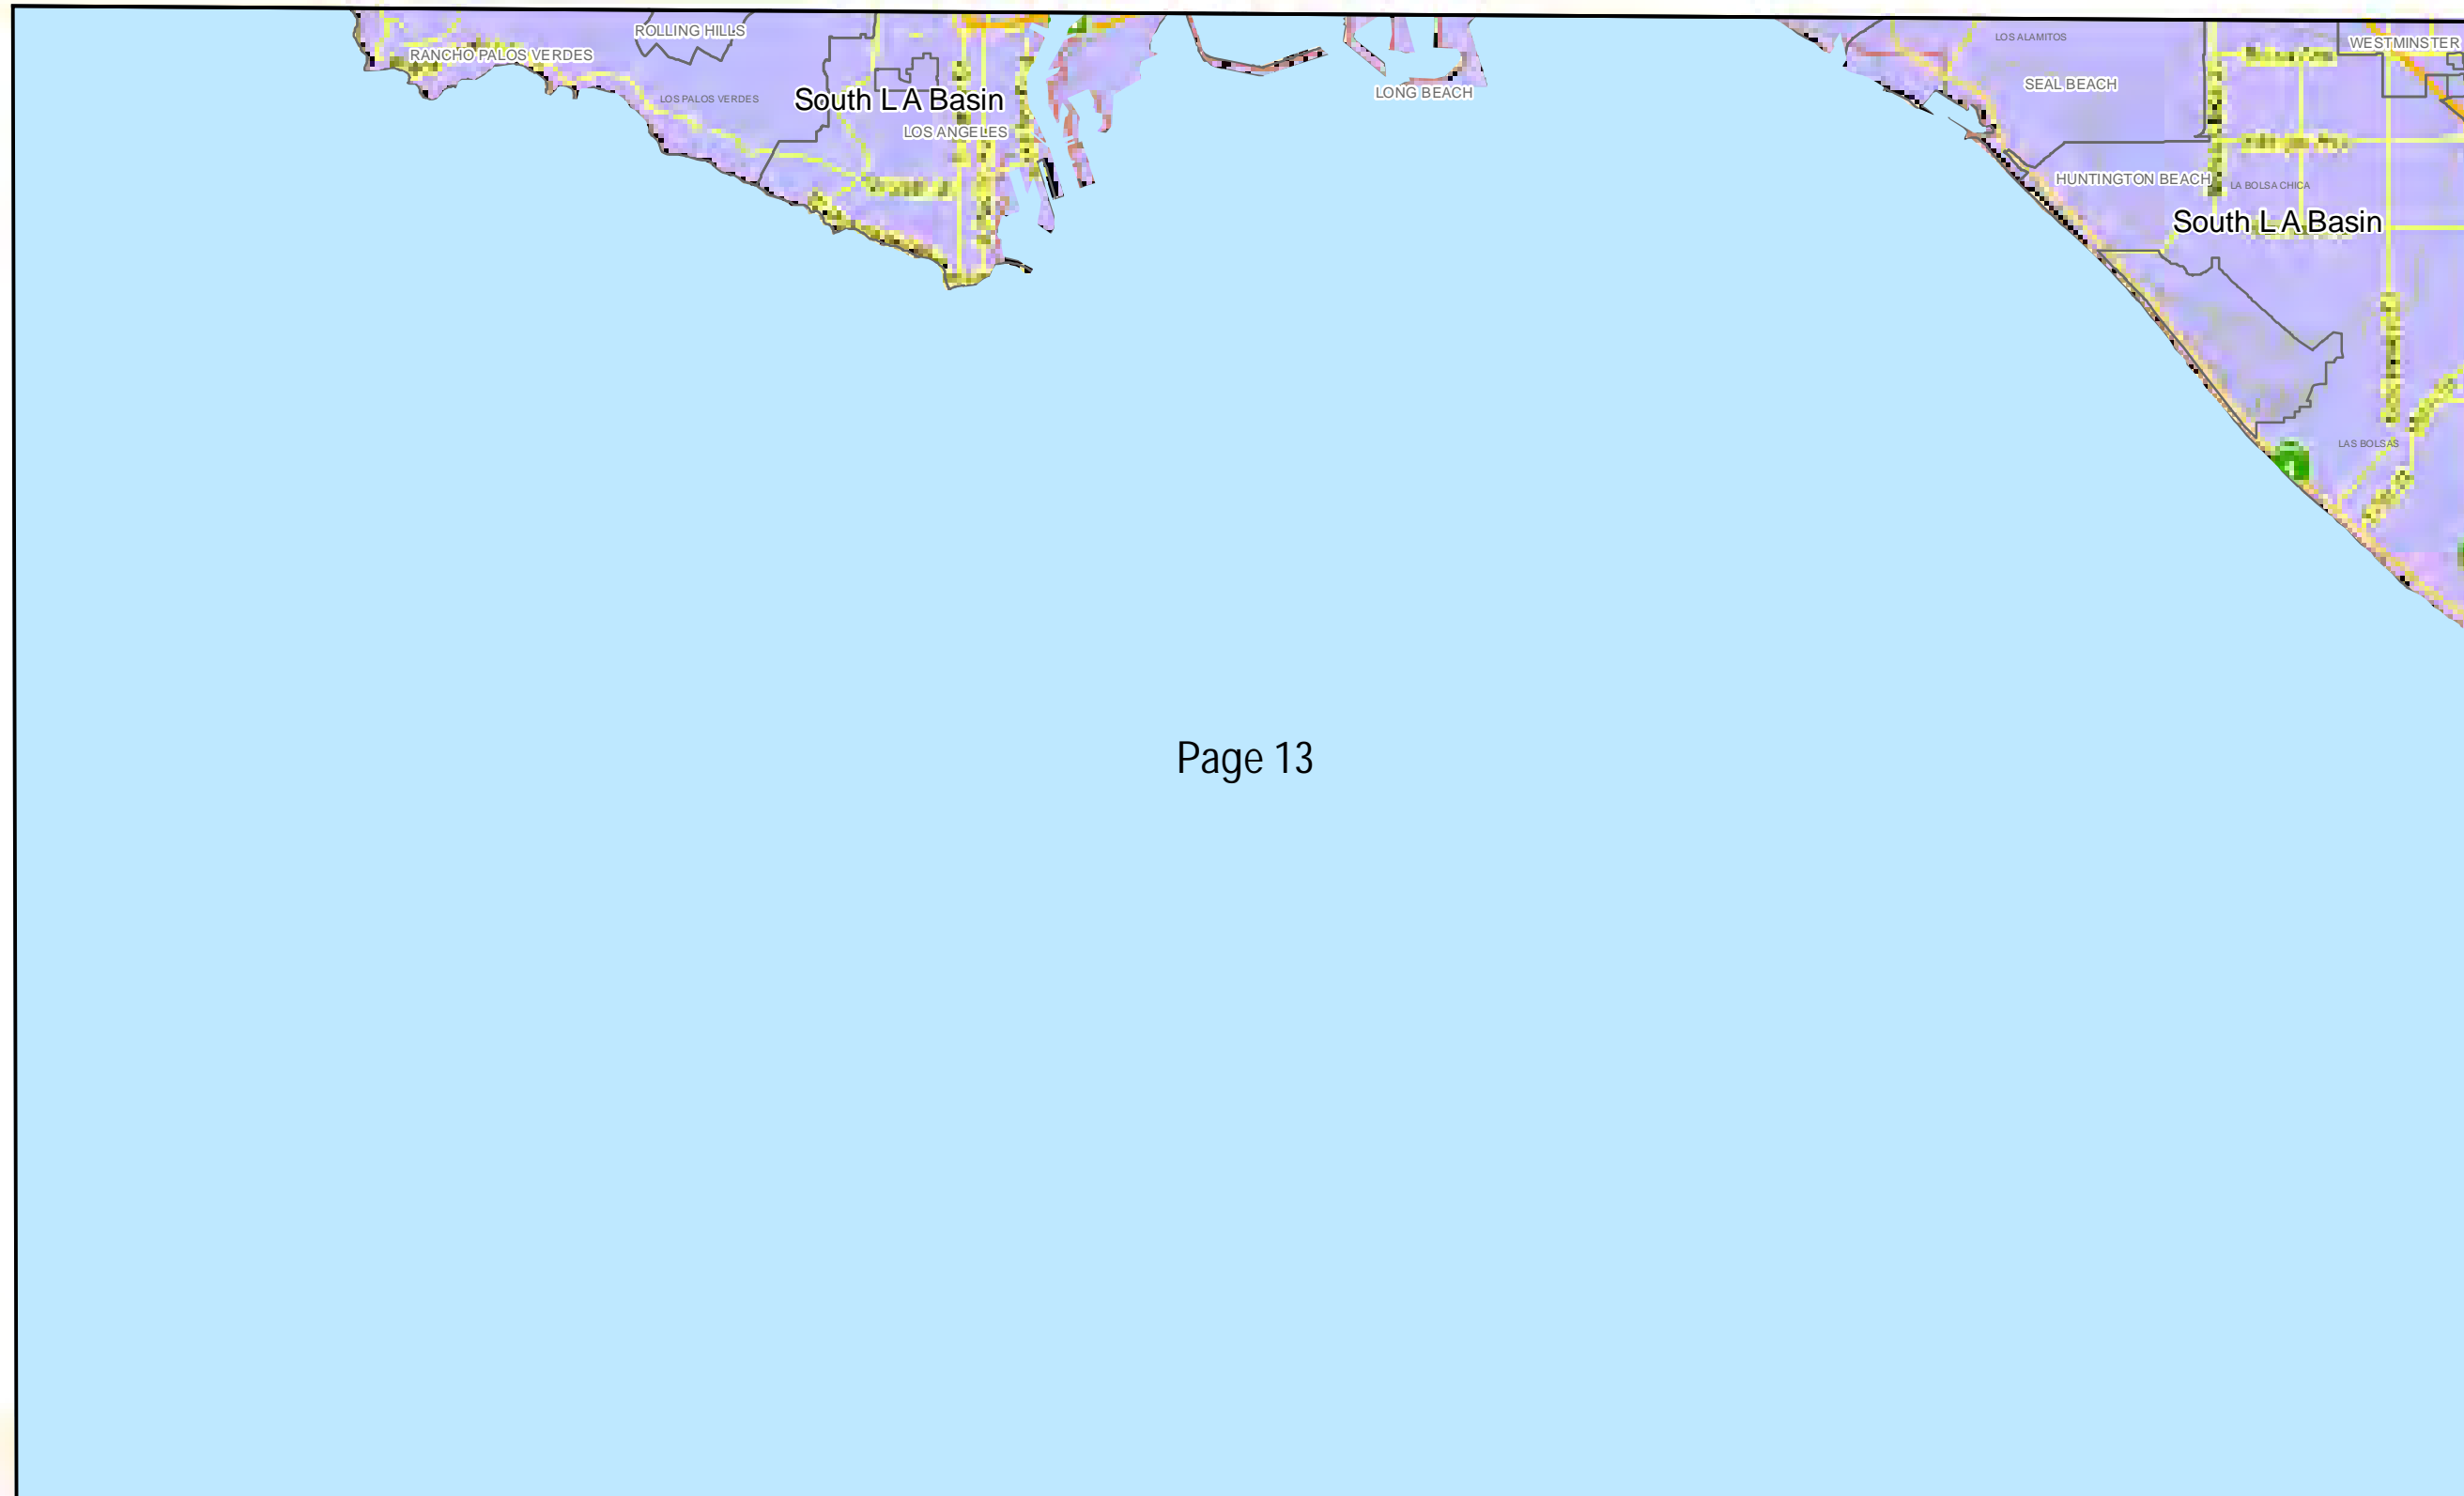 ROLLING HILLS
RANCHO PALOS VERDES
LOS PALOS VERDES
South L A Basin
LOS ANGELES
LONG BEACH
LOS ALAMITOS
WESTMINSTER
SEAL BEACH
HUNTINGTON BEACH
LA BOLSA CHICA
South L A Basin
LAS BOLSAS
Page 13